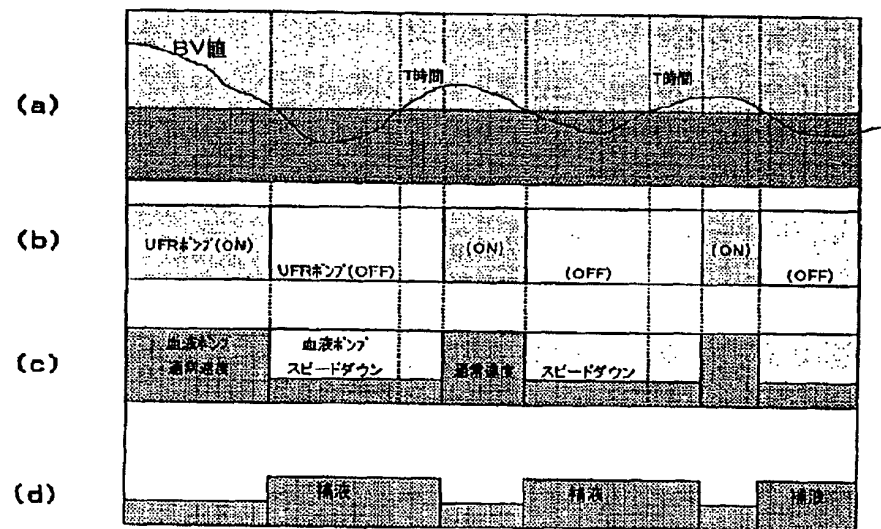 (a)
BV値
T時間
T時間
(b)
UFRポンプ(ON)
UFRポンプ(OFF)
(ON)
(OFF)
(ON)
(OFF)
(c)
血液ポンプ
通常速度
血液ポンプ
スピードダウン
通常速度
スピードダウン
(d)
補液
補液
補液